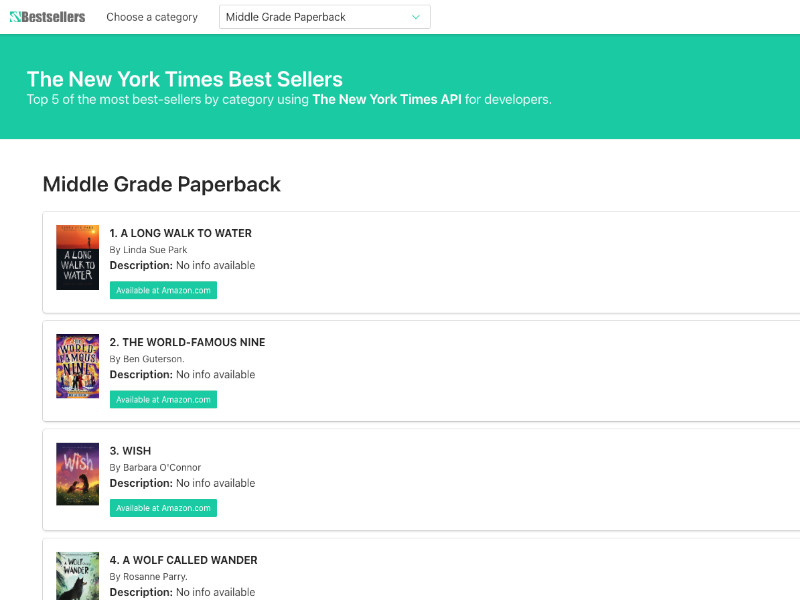 Bestsellers
Choose a category
Middle Grade Paperback
The New York Times Best Sellers
Top 5 of the most best-sellers by category using The New York Times API for developers.
Middle Grade Paperback
A LONG
WALK TO
WATER
1. A LONG WALK TO WATER
By Linda Sue Park
Description: No info available
Available at Amazon.com
WORLD
FAMOUS
NINE
2. THE WORLD-FAMOUS NINE
By Ben Guterson.
Description: No info available
Available at Amazon.com
Wish
3. WISH
By Barbara O'Connor
Description: No info available
Available at Amazon.com
A WOLF
CALLED
WANDER
4. A WOLF CALLED WANDER
By Rosanne Parry.
Description: No info available